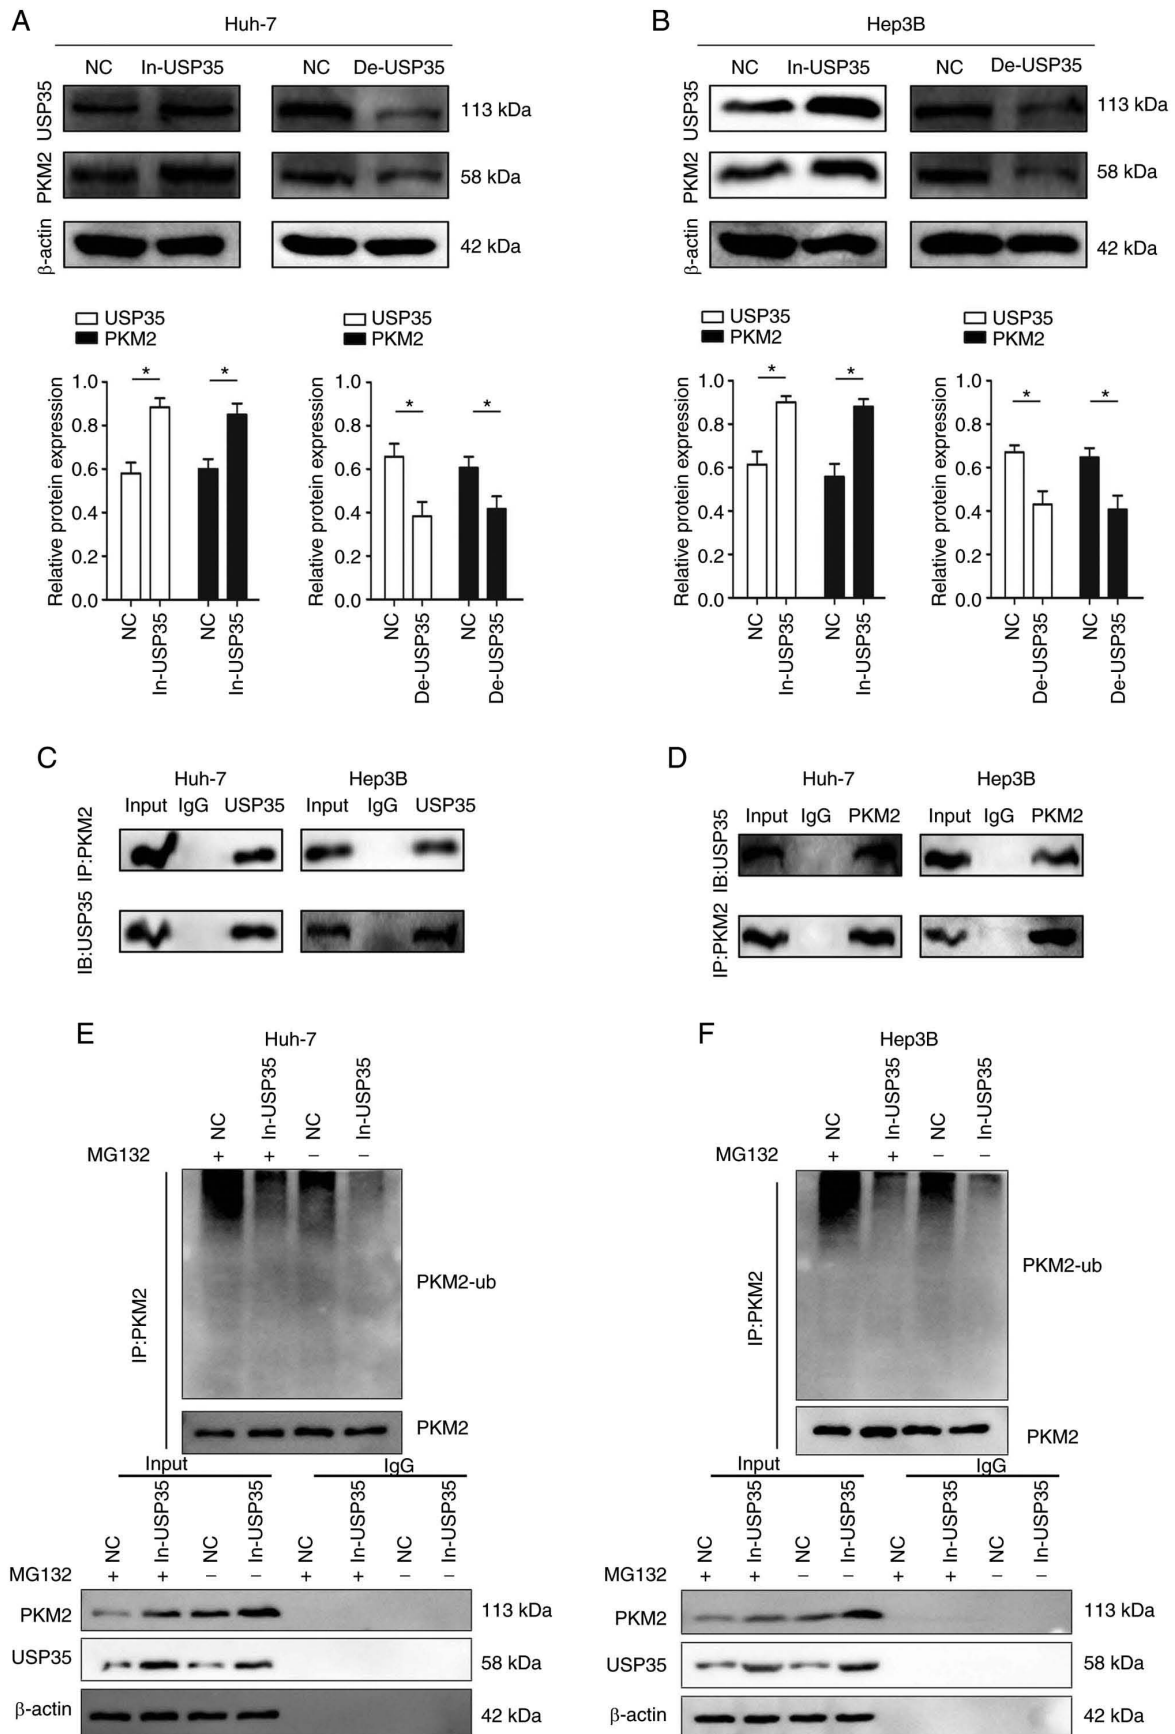 A
Huh-7
NC In-USP35 NC De-USP35
USP35
113 kDa
PKM2
58 kDa
β-actin
42 kDa
USP35
PKM2
USP35
PKM2
Relative protein expression
1.0
0.8
0.6
0.4
0.2
0.0
* *
NC
In-USP35
NC
In-USP35
Relative protein expression
1.0
0.8
0.6
0.4
0.2
0.0
* *
NC
De-USP35
NC
De-USP35
B
Hep3B
NC In-USP35 NC De-USP35
USP35
113 kDa
PKM2
58 kDa
β-actin
42 kDa
USP35
PKM2
USP35
PKM2
Relative protein expression
1.0
0.8
0.6
0.4
0.2
0.0
* *
NC
In-USP35
NC
In-USP35
Relative protein expression
1.0
0.8
0.6
0.4
0.2
0.0
* *
NC
De-USP35
NC
De-USP35
C
Huh-7 Hep3B
Input IgG USP35 Input IgG USP35
IP:PKM2
IB:USP35
D
Huh-7 Hep3B
Input IgG PKM2 Input IgG PKM2
IB:USP35
IP:PKM2
E
Huh-7
NC
In-USP35
NC
In-USP35
MG132 + + − −
IP:PKM2
PKM2-ub
PKM2
Input IgG
NC
In-USP35
NC
In-USP35
NC
In-USP35
NC
In-USP35
MG132 + + − − + + − −
PKM2 113 kDa
USP35 58 kDa
β-actin 42 kDa
F
Hep3B
NC
In-USP35
NC
In-USP35
MG132 + + − −
IP:PKM2
PKM2-ub
PKM2
Input IgG
NC
In-USP35
NC
In-USP35
NC
In-USP35
NC
In-USP35
MG132 + + − − + + − −
PKM2 113 kDa
USP35 58 kDa
β-actin 42 kDa